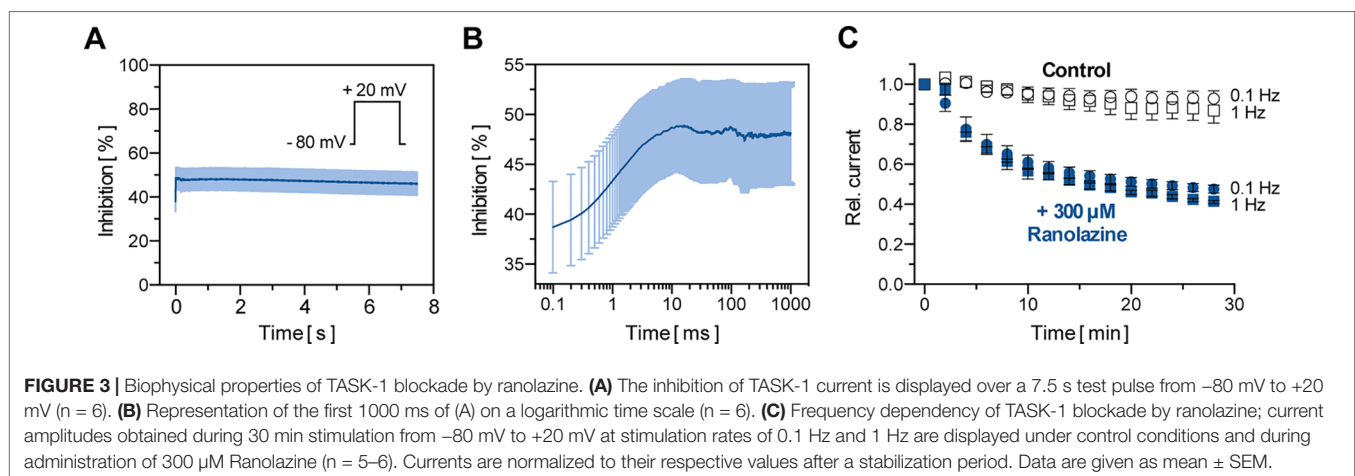 A
B
C
100
80
60
40
20
0
Inhibition [ % ]
+ 20 mV
- 80 mV
0
2
4
6
8
Time [ s ]
55
50
45
40
35
Inhibition [ % ]
0.1
1
10
100
1000
Time [ ms ]
1.0
0.8
0.6
0.4
0.2
0.0
Rel. current
Control
0.1 Hz
1 Hz
0.1 Hz
1 Hz
+ 300 µM
Ranolazine
0
10
20
30
Time [ min ]
FIGURE 3 | Biophysical properties of TASK-1 blockade by ranolazine. (A) The inhibition of TASK-1 current is displayed over a 7.5 s test pulse from −80 mV to +20
mV (n = 6). (B) Representation of the first 1000 ms of (A) on a logarithmic time scale (n = 6). (C) Frequency dependency of TASK-1 blockade by ranolazine; current
amplitudes obtained during 30 min stimulation from −80 mV to +20 mV at stimulation rates of 0.1 Hz and 1 Hz are displayed under control conditions and during
administration of 300 µM Ranolazine (n = 5–6). Currents are normalized to their respective values after a stabilization period. Data are given as mean ± SEM.